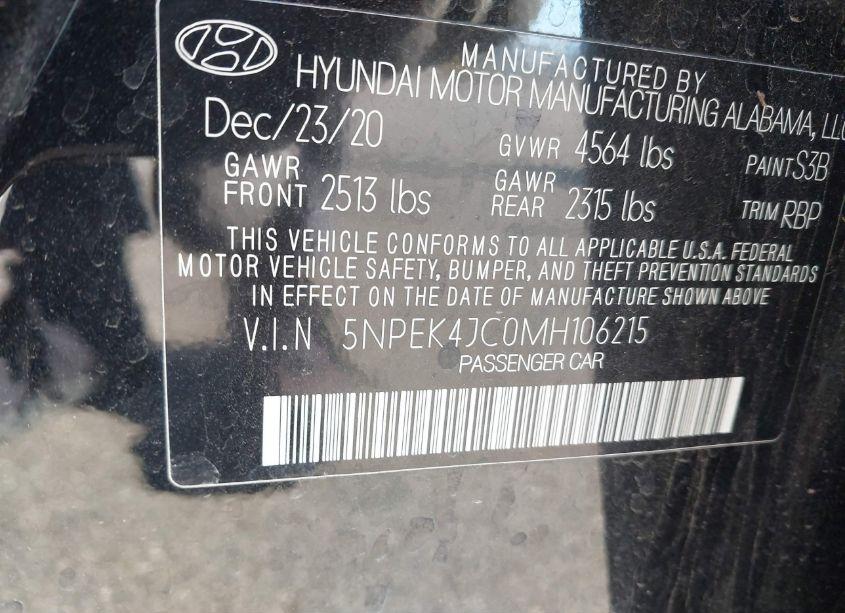 MANUFACTURED BY
HYUNDAI MOTOR MANUFACTURING ALABAMA, LLC
Dec/23/20 GVWR 4564 lbs PAINT S3B
GAWR FRONT 2513 lbs GAWR REAR 2315 lbs TRIM RBP
THIS VEHICLE CONFORMS TO ALL APPLICABLE U.S.A. FEDERAL
MOTOR VEHICLE SAFETY, BUMPER, AND THEFT PREVENTION STANDARDS
IN EFFECT ON THE DATE OF MANUFACTURE SHOWN ABOVE
V.I.N 5NPEK4JC0MH106215
PASSENGER CAR